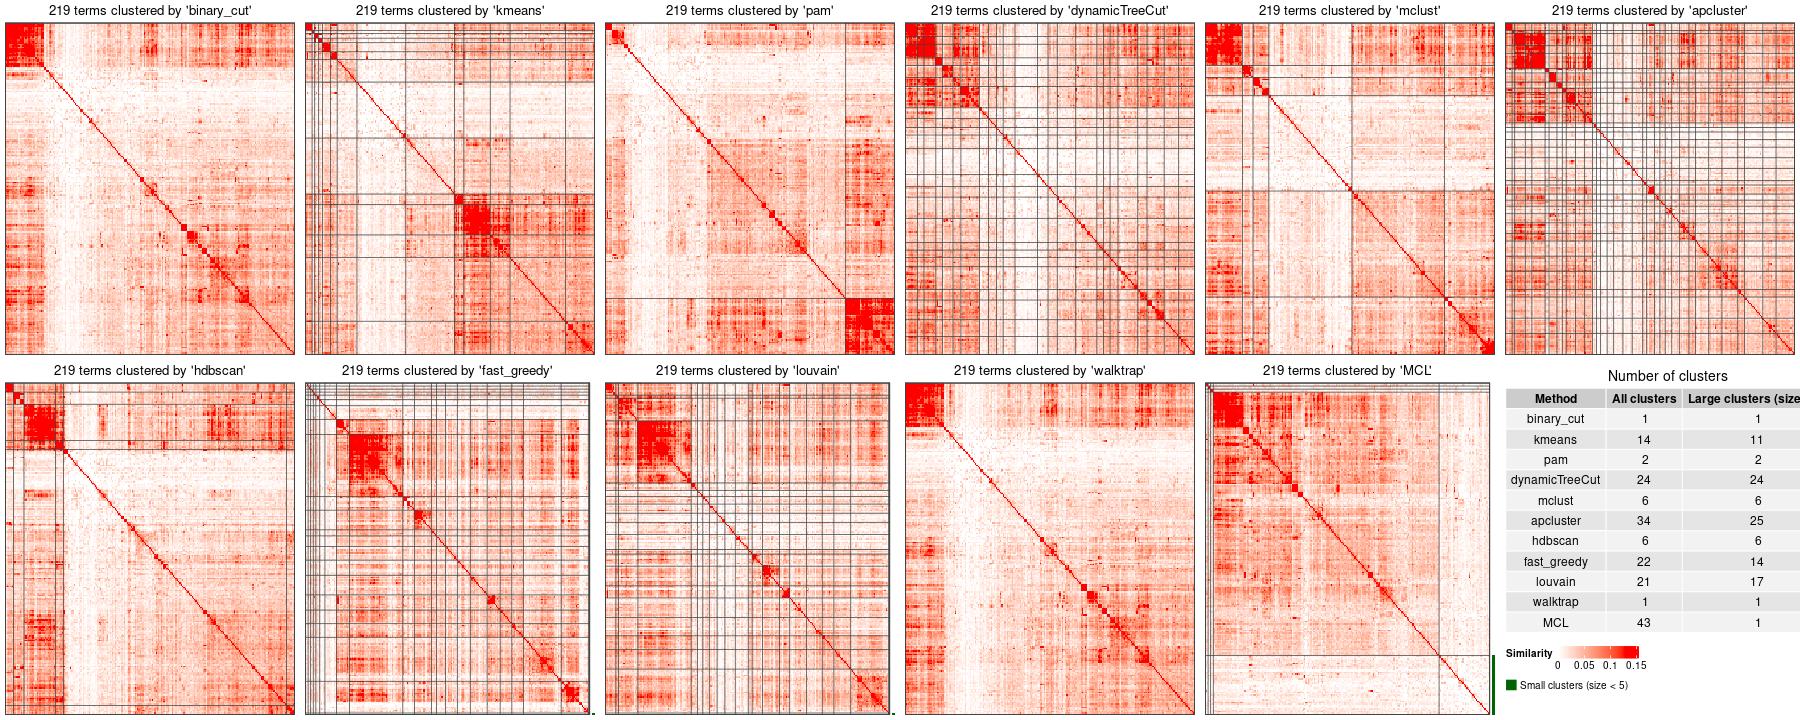 219 terms clustered by 'binary_cut'
219 terms clustered by 'kmeans'
219 terms clustered by 'pam'
219 terms clustered by 'dynamicTreeCut'
219 terms clustered by 'mclust'
219 terms clustered by 'apcluster'
219 terms clustered by 'hdbscan'
219 terms clustered by 'fast_greedy'
219 terms clustered by 'louvain'
219 terms clustered by 'walktrap'
219 terms clustered by 'MCL'
Number of clusters
Method All clusters Large clusters (size
binary_cut 1 1
kmeans 14 11
pam 2 2
dynamicTreeCut 24 24
mclust 6 6
apcluster 34 25
hdbscan 6 6
fast_greedy 22 14
louvain 21 17
walktrap 1 1
MCL 43 1
Similarity
0 0.05 0.1 0.15
Small clusters (size < 5)